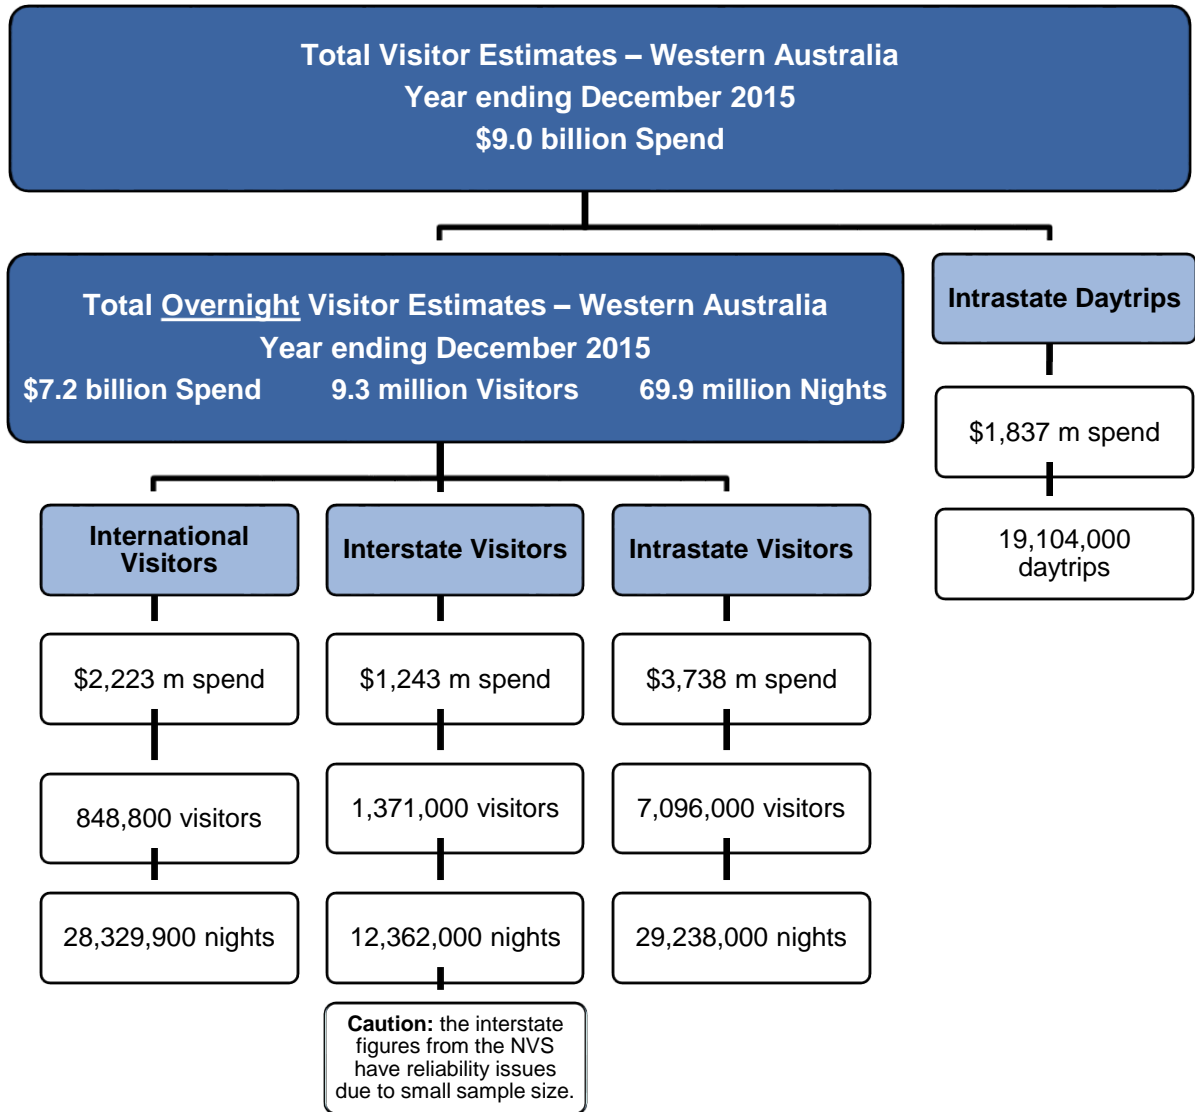 Total Visitor Estimates – Western Australia
Year ending December 2015
$9.0 billion Spend
Total Overnight Visitor Estimates – Western Australia
Year ending December 2015
$7.2 billion Spend 9.3 million Visitors 69.9 million Nights
International
Visitors
$2,223 m spend
848,800 visitors
28,329,900 nights
Interstate Visitors
$1,243 m spend
1,371,000 visitors
12,362,000 nights
Caution: the interstate
figures from the NVS
have reliability issues
due to small sample size.
Intrastate Visitors
$3,738 m spend
7,096,000 visitors
29,238,000 nights
Intrastate Daytrips
$1,837 m spend
19,104,000
daytrips